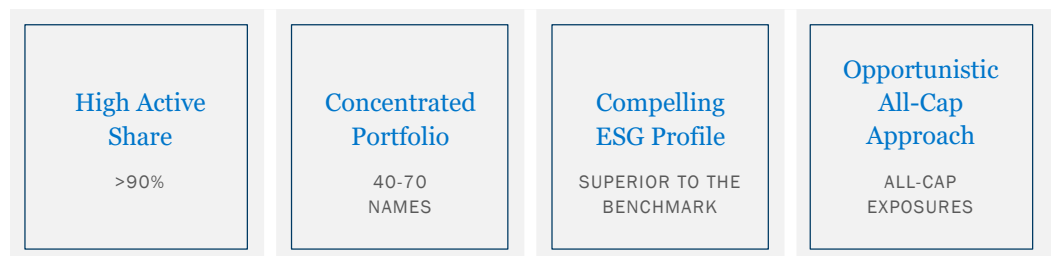 High Active
Share
>90%
Concentrated
Portfolio
40-70
NAMES
Compelling
ESG Profile
SUPERIOR TO THE
BENCHMARK
Opportunistic
All-Cap
Approach
ALL-CAP
EXPOSURES